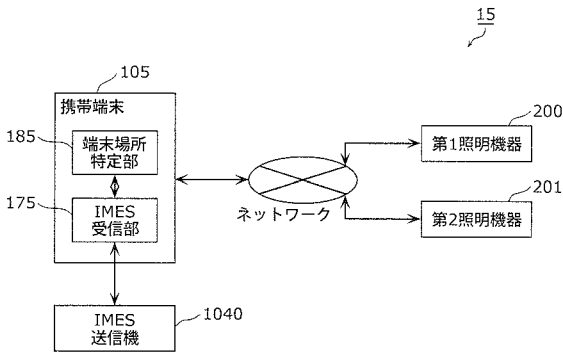 15
105
携帯端末
185
端末場所
特定部
175
IMES
受信部
ネットワーク
200
第1照明機器
201
第2照明機器
IMES
送信機
1040